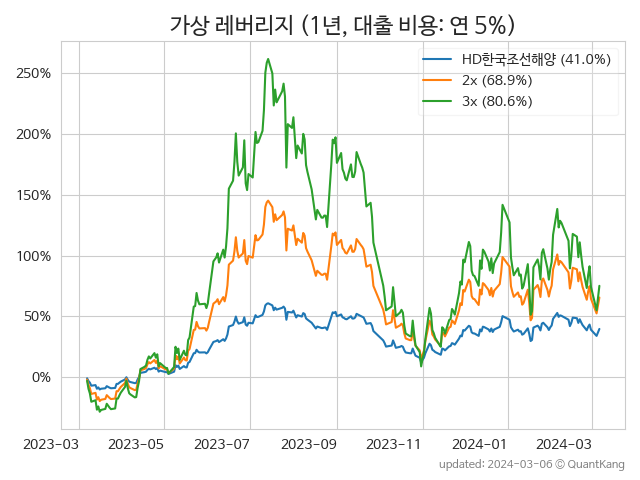 가상 레버리지 (1년, 대출 비용: 연 5%)
HD한국조선해양 (41.0%)
2x (68.9%)
3x (80.6%)
250%
200%
150%
100%
50%
0%
2023-03 2023-05 2023-07 2023-09 2023-11 2024-01 2024-03
updated: 2024-03-06 © QuantKang